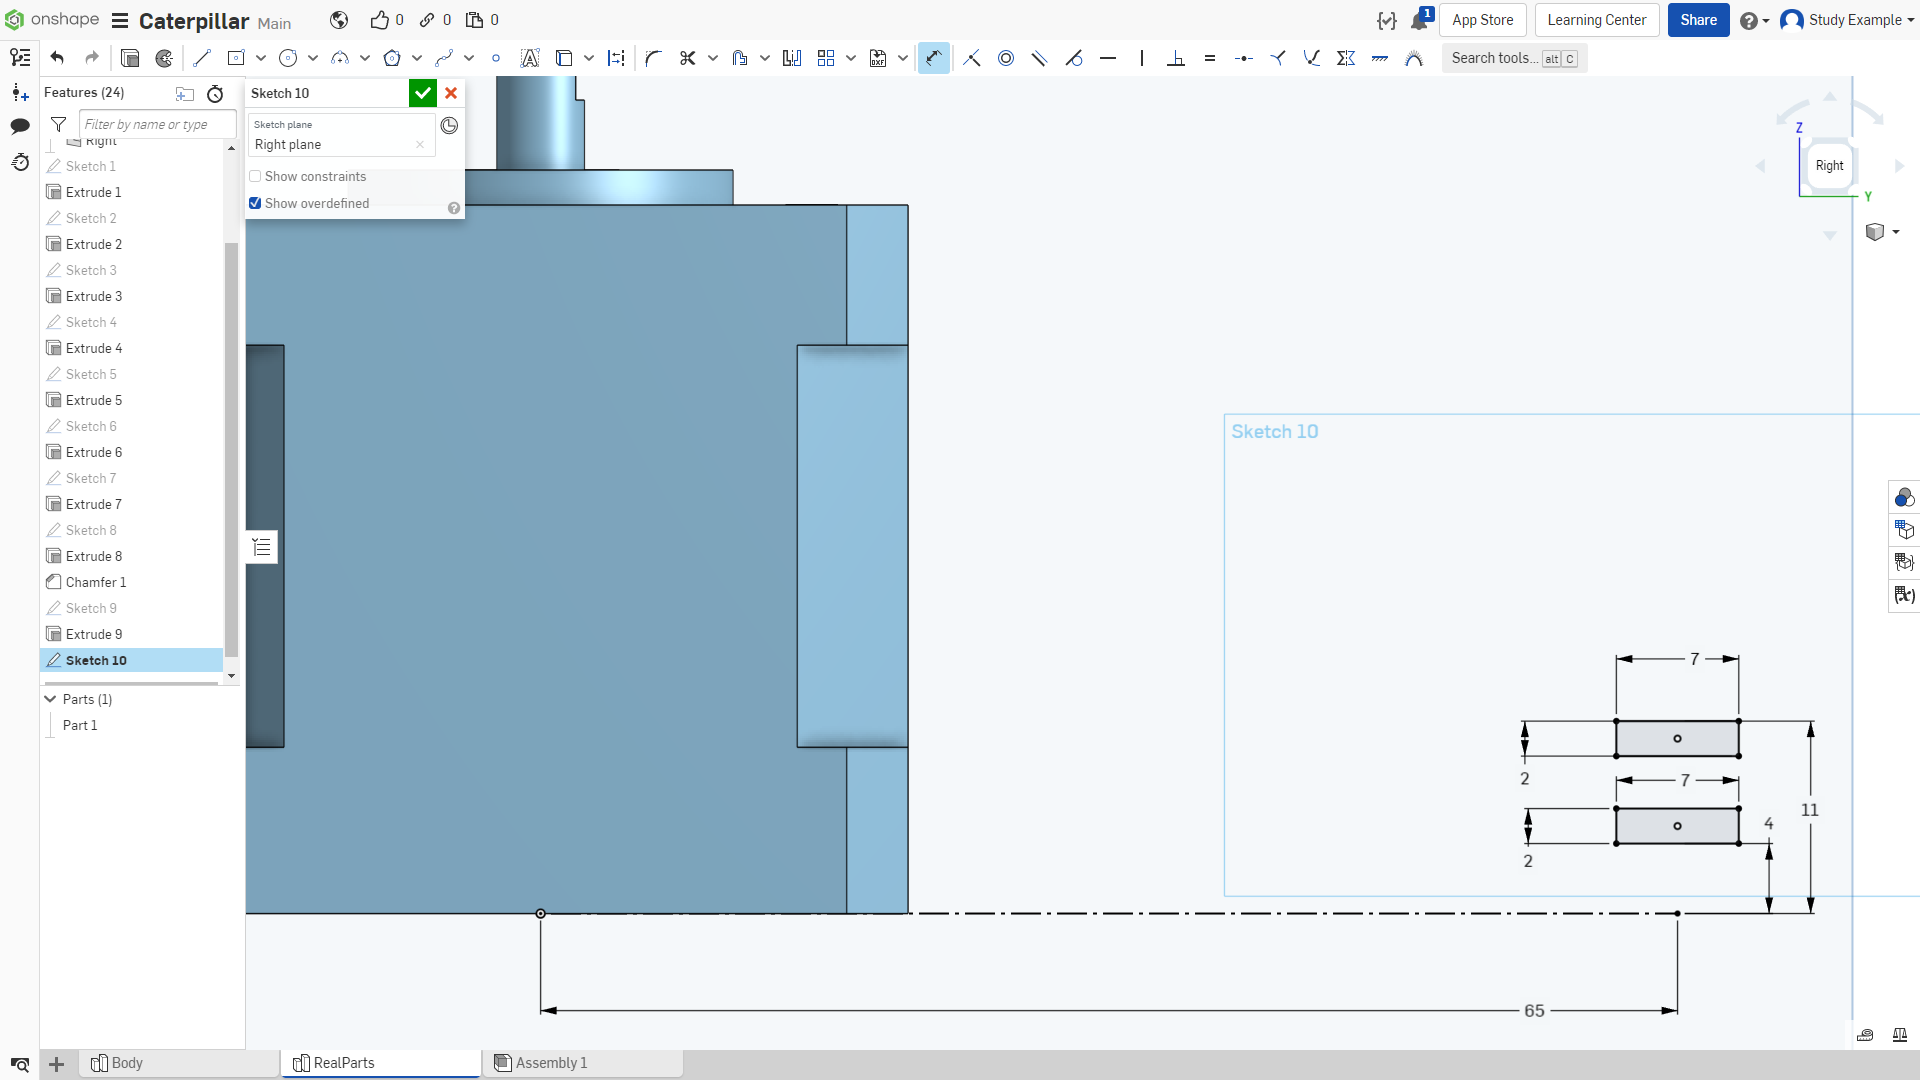 onshape
Caterpillar Main
0
0
0
1
App Store
Learning Center
Share
Study Example
Search tools... alt C
Features (24)
Filter by name or type
Right
Sketch 1
Extrude 1
Sketch 2
Extrude 2
Sketch 3
Extrude 3
Sketch 4
Extrude 4
Sketch 5
Extrude 5
Sketch 6
Extrude 6
Sketch 7
Extrude 7
Sketch 8
Extrude 8
Chamfer 1
Sketch 9
Extrude 9
Sketch 10
Parts (1)
Part 1
Sketch 10
Sketch plane
Right plane
Show constraints
Show overdefined
Z
Right
Y
Sketch 10
7
2
7
11
4
2
65
Body
RealParts
Assembly 1